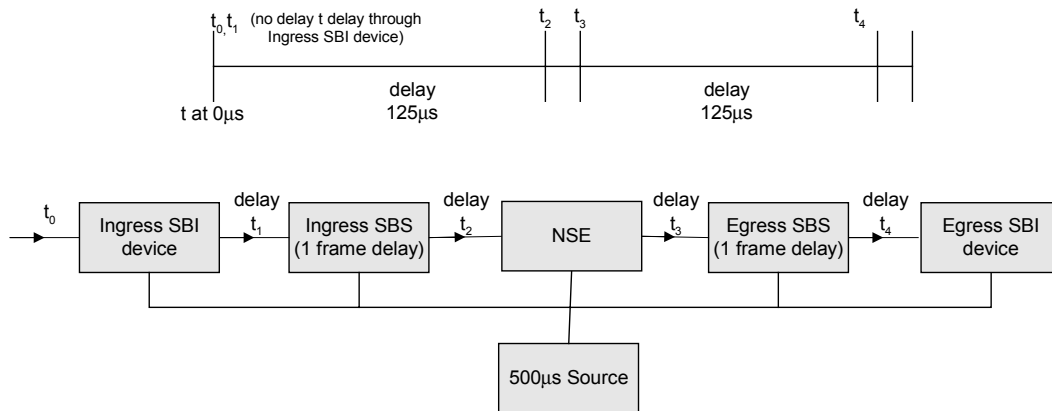 t0,t1 (no delay t delay through
Ingress SBI device)
t2
t3
t4
delay
125μs
delay
125μs
t at 0μs
t0
Ingress SBI
device
delay
t1
Ingress SBS
(1 frame delay)
delay
t2
NSE
delay
t3
Egress SBS
(1 frame delay)
delay
t4
Egress SBI
device
500μs Source